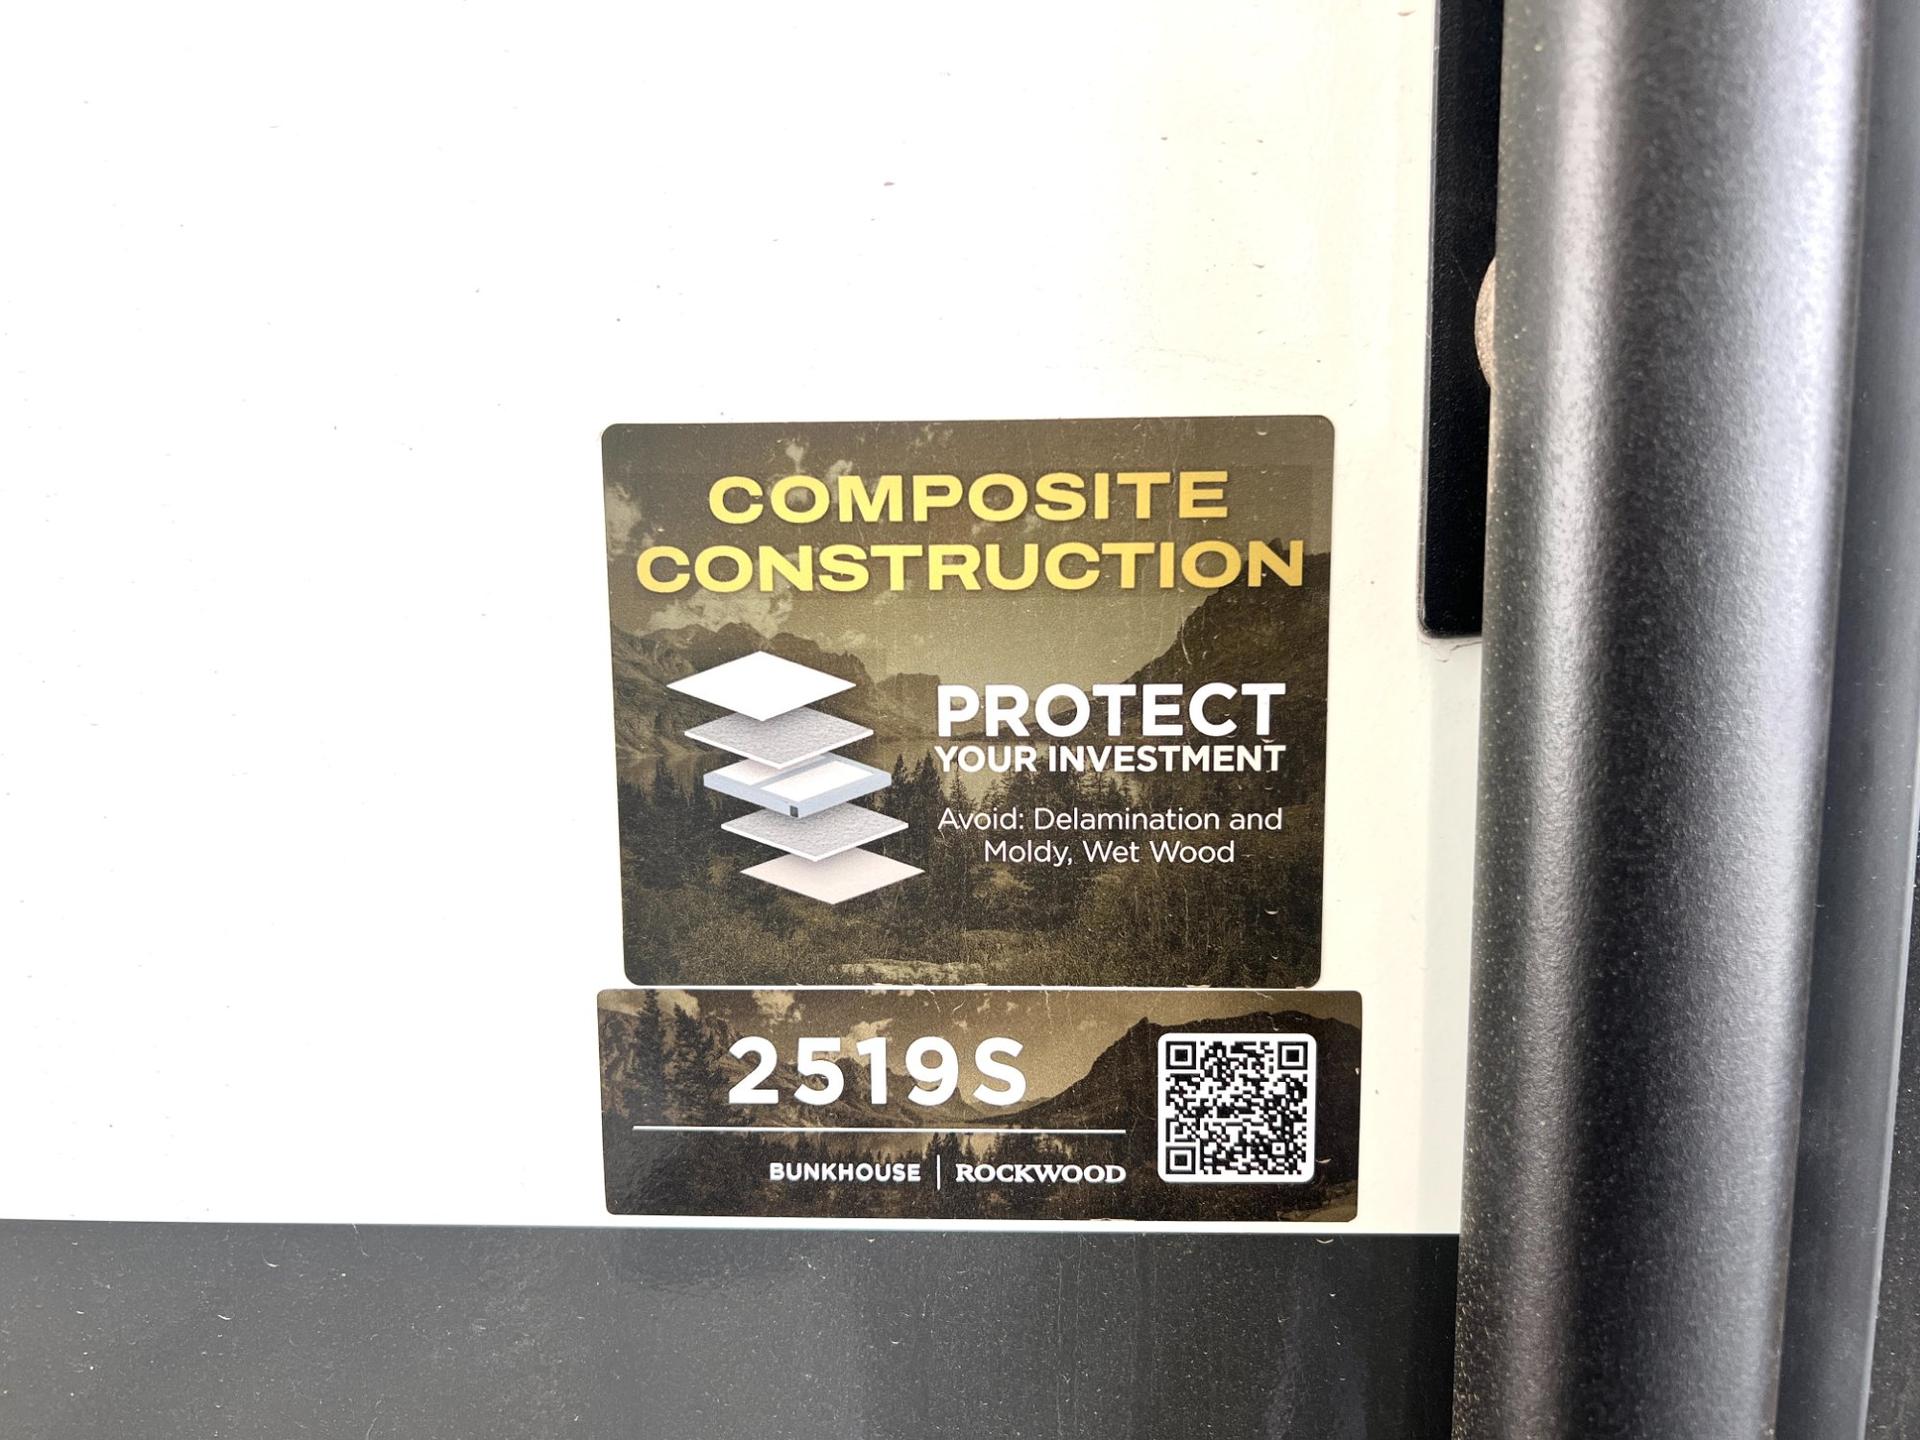 COMPOSITE
CONSTRUCTION
PROTECT
YOUR INVESTMENT
Avoid: Delamination and
Moldy, Wet Wood
2519S
BUNKHOUSE | ROCKWOOD